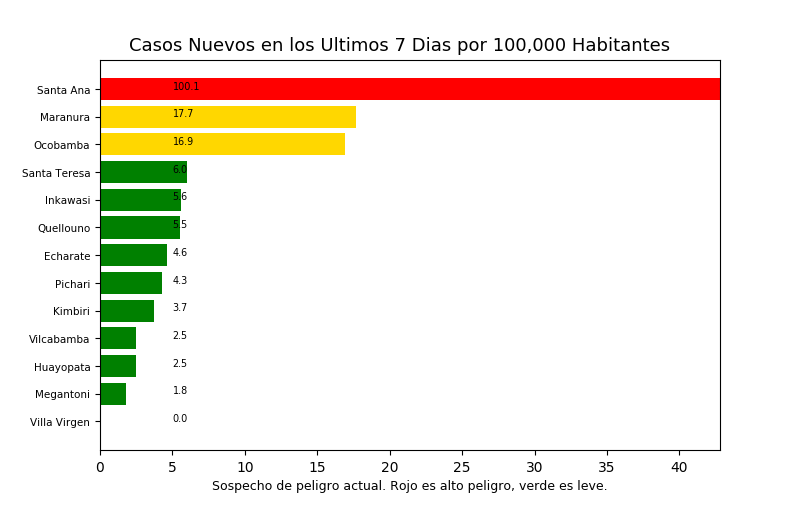 Casos Nuevos en los Ultimos 7 Dias por 100,000 Habitantes
Santa Ana 100.1
Maranura 17.7
Ocobamba 16.9
Santa Teresa 6.0
Inkawasi 5.6
Quellouno 5.5
Echarate 4.6
Pichari 4.3
Kimbiri 3.7
Vilcabamba 2.5
Huayopata 2.5
Megantoni 1.8
Villa Virgen 0.0
0 5 10 15 20 25 30 35 40
Sospecho de peligro actual. Rojo es alto peligro, verde es leve.